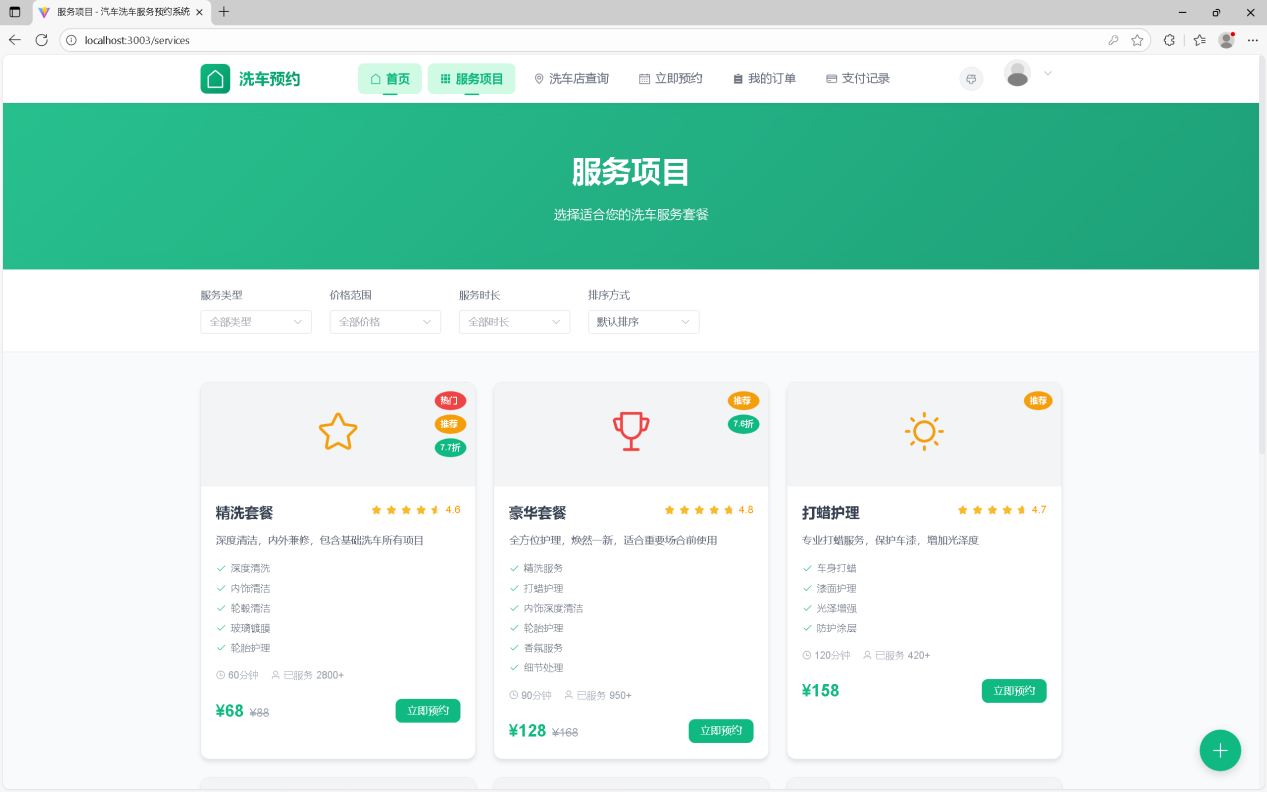 服务项目 - 汽车洗车服务预约系统
localhost:3003/services
洗车预约
首页 服务项目 洗车店查询 立即预约 我的订单 支付记录
服务项目
选择适合您的洗车服务套餐
服务类型 价格范围 服务时长 排序方式
全部类型 全部价格 全部时长 默认排序
热门
推荐
7.7折
精洗套餐 4.6
深度清洁，内外兼修，包含基础洗车所有项目
深度清洗
内饰清洁
轮毂清洁
玻璃镀膜
轮胎护理
60分钟 已服务 2800+
¥68 ¥88 立即预约
推荐
7.6折
豪华套餐 4.8
全方位护理，焕然一新，适合重要场合前使用
精洗服务
打蜡护理
内饰深度清洁
轮胎护理
香氛服务
细节处理
90分钟 已服务 950+
¥128 ¥168 立即预约
推荐
打蜡护理 4.7
专业打蜡服务，保护车漆，增加光泽度
车身打蜡
漆面护理
光泽增强
防护涂层
120分钟 已服务 420+
¥158 立即预约